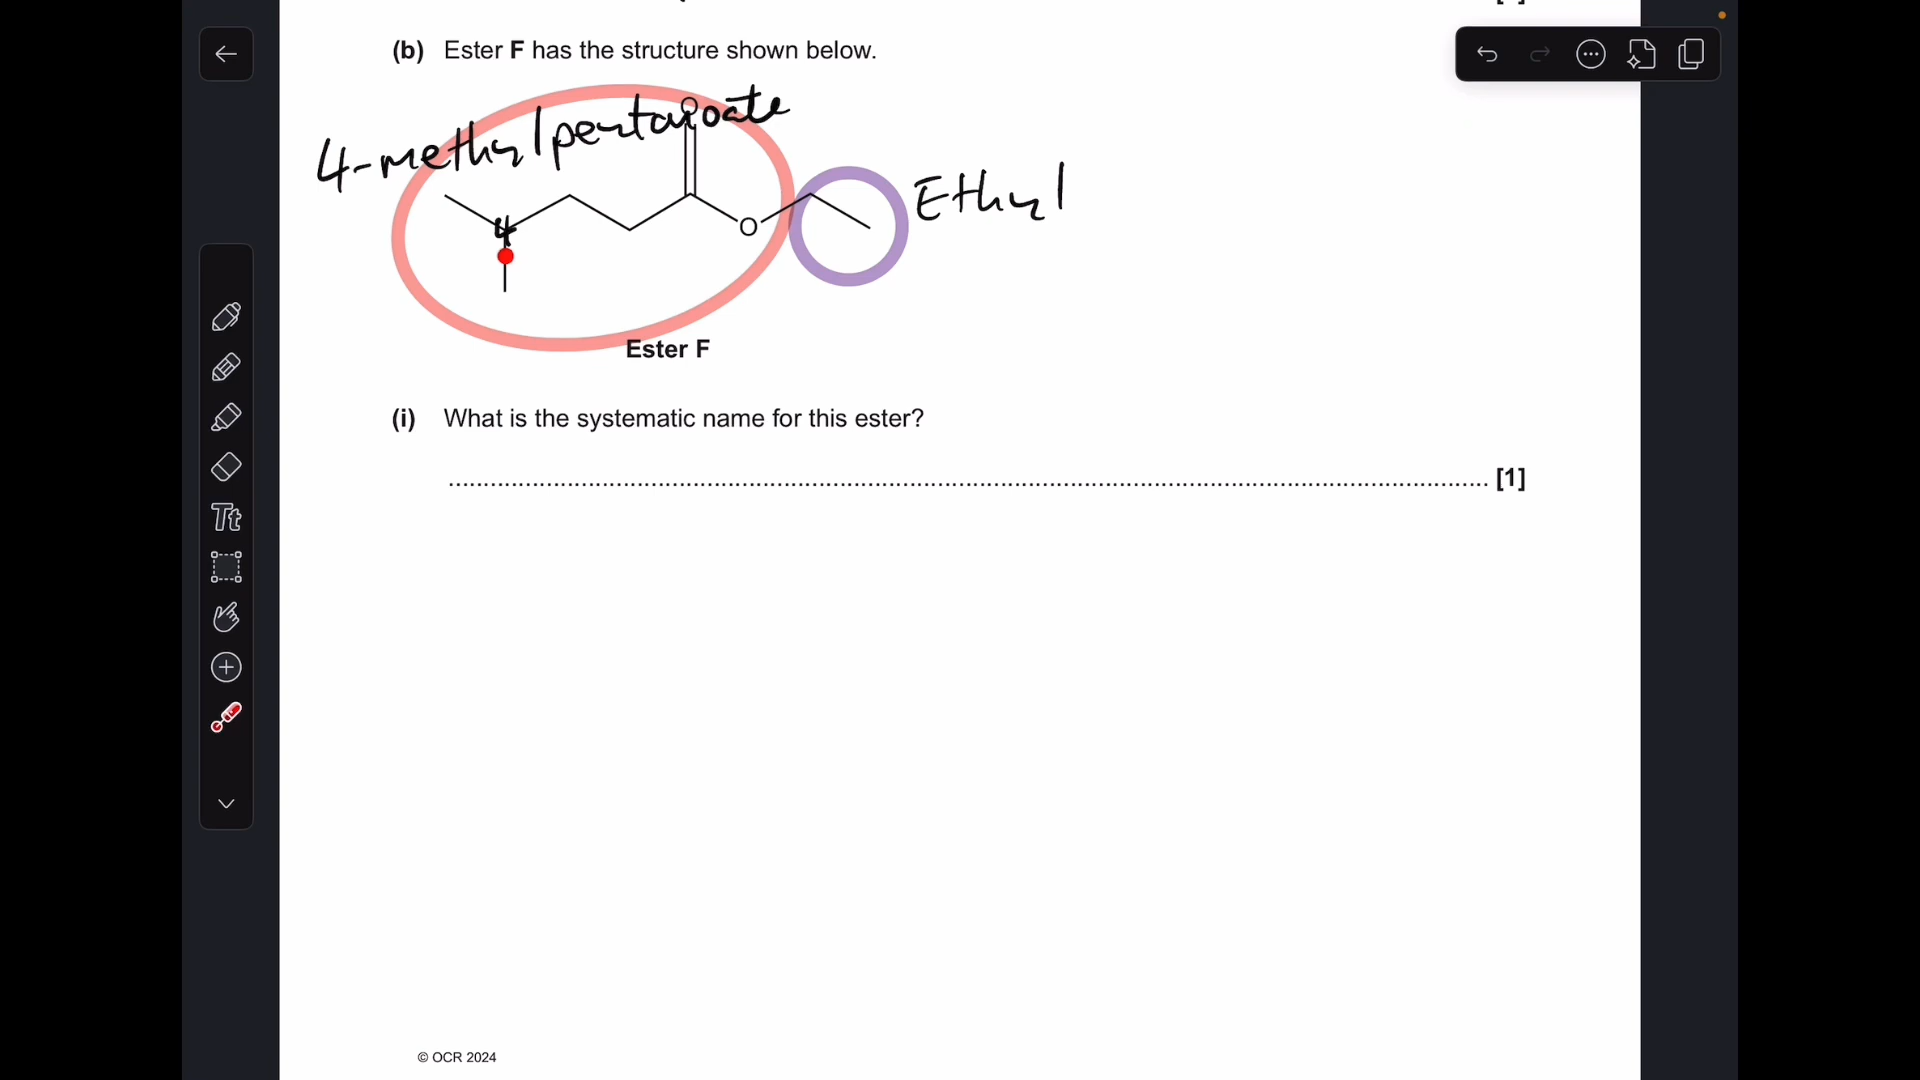 (b) Ester F has the structure shown below.
4-methylpentanoate
O
Ethyl
4
O
Ester F
(i) What is the systematic name for this ester?
[1]
Tt
© OCR 2024